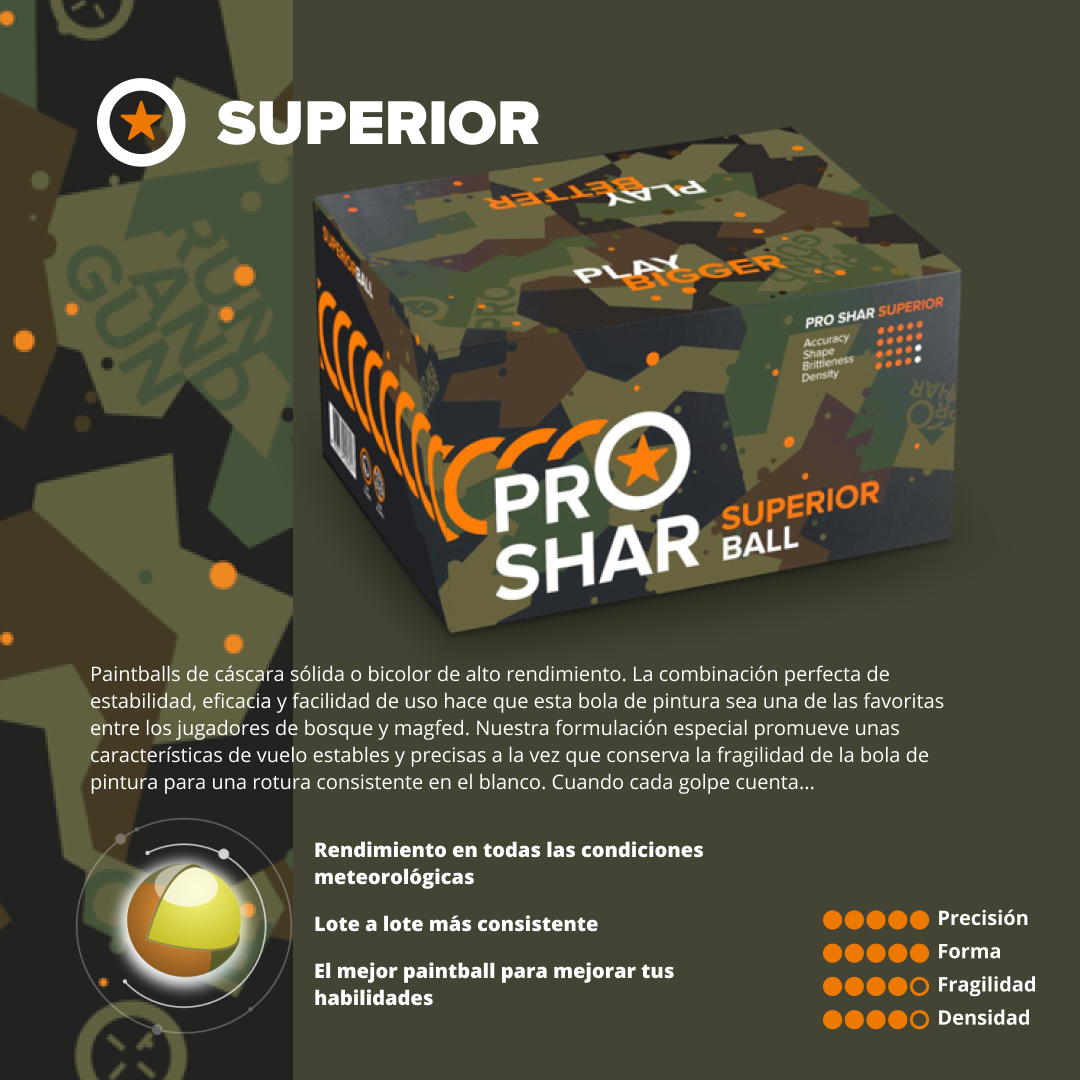 SUPERIOR
RUN
AND
GUN
PLAY
BETTER
PLAY
BIGGER
SUPERIORBALL
PRO SHAR SUPERIOR
Accuracy
Shape
Brittleness
Density
PRO
SHAR
SUPERIOR
BALL
Paintballs de cáscara sólida o bicolor de alto rendimiento. La combinación perfecta de
estabilidad, eficacia y facilidad de uso hace que esta bola de pintura sea una de las favoritas
entre los jugadores de bosque y magfed. Nuestra formulación especial promueve unas
características de vuelo estables y precisas a la vez que conserva la fragilidad de la bola de
pintura para una rotura consistente en el blanco. Cuando cada golpe cuenta...
Rendimiento en todas las condiciones
meteorológicas
Lote a lote más consistente
El mejor paintball para mejorar tus
habilidades
Precisión
Forma
Fragilidad
Densidad